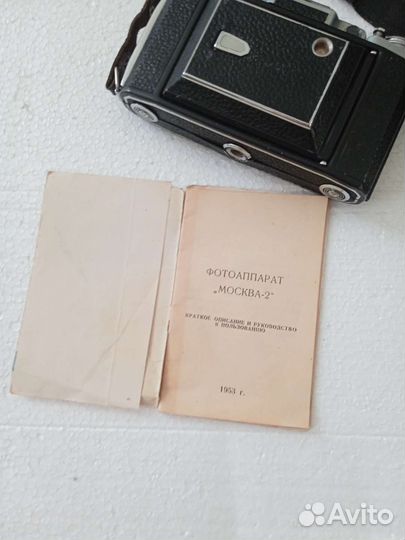 ФОТОАППАРАТ
„МОСКВА-2"
КРАТКОЕ ОПИСАНИЕ И РУКОВОДСТВО
К ПОЛЬЗОВАНИЮ
1953 г.
Avito